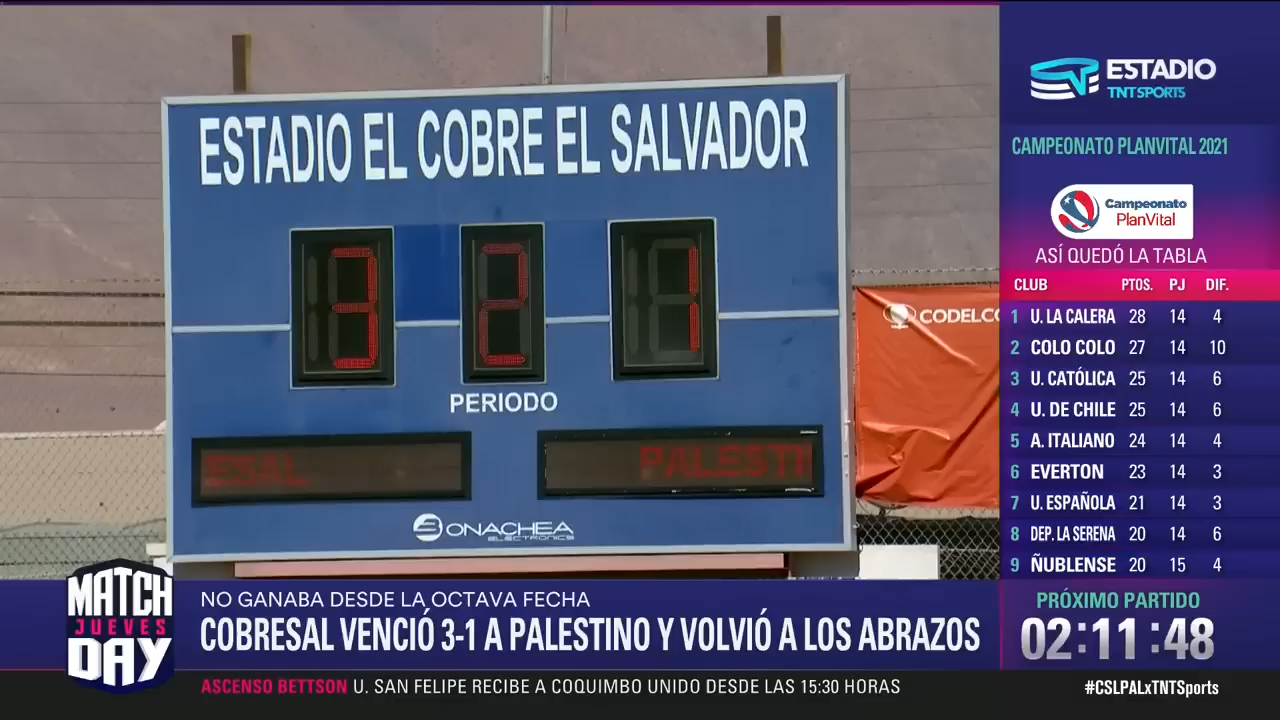 ESTADIO EL COBRE EL SALVADOR
3 2 1
PERIODO
ESAL PALESTI
BONACHEA
ELECTRONICS
CODELC
ESTADIO
TNT SPORTS
CAMPEONATO PLANVITAL 2021
Campeonato
PlanVital
ASÍ QUEDÓ LA TABLA
CLUB PTOS. PJ DIF.
1 U. LA CALERA 28 14 4
2 COLO COLO 27 14 10
3 U. CATÓLICA 25 14 6
4 U. DE CHILE 25 14 6
5 A. ITALIANO 24 14 4
6 EVERTON 23 14 3
7 U. ESPAÑOLA 21 14 3
8 DEP. LA SERENA 20 14 6
9 ÑUBLENSE 20 15 4
PRÓXIMO PARTIDO
02:11:48
MATCH
JUEVES
DAY
NO GANABA DESDE LA OCTAVA FECHA
COBRESAL VENCIÓ 3-1 A PALESTINO Y VOLVIÓ A LOS ABRAZOS
ASCENSO BETTSON U. SAN FELIPE RECIBE A COQUIMBO UNIDO DESDE LAS 15:30 HORAS
#CSLPALxTNTSports